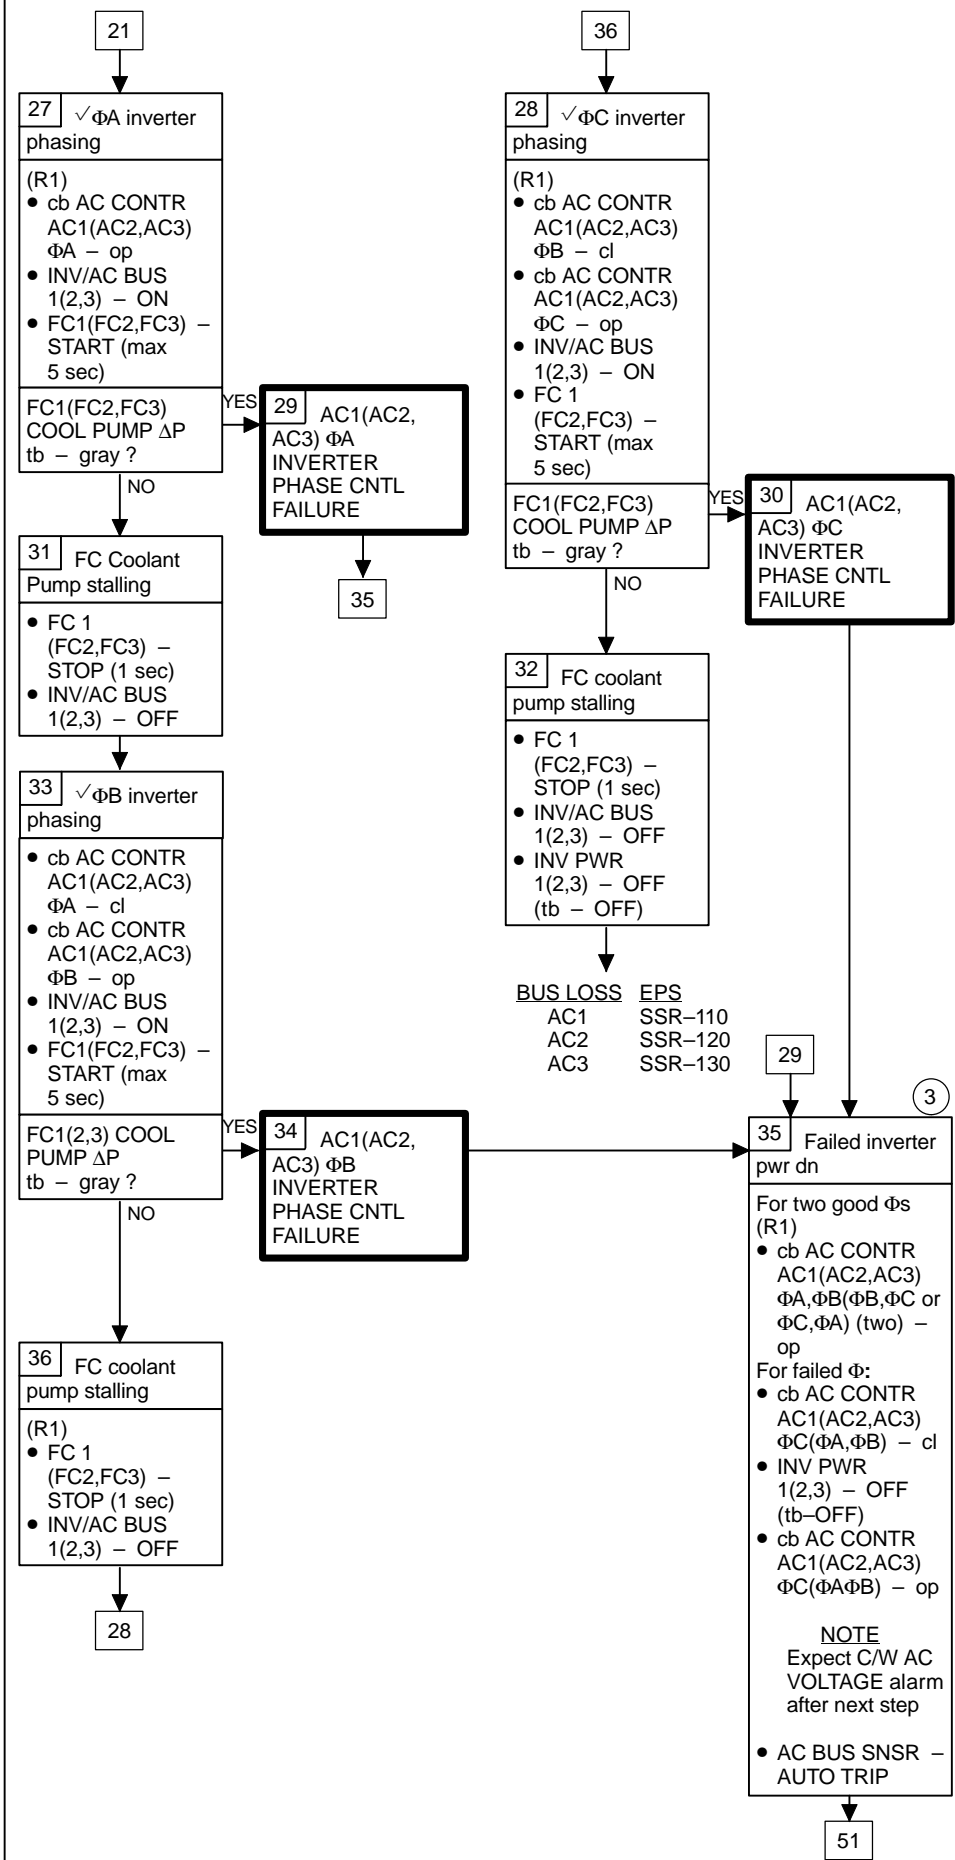 21
27 √ΦA inverter
phasing
(R1)
• cb AC CONTR
AC1(AC2,AC3)
ΦA – op
• INV/AC BUS
1(2,3) – ON
• FC1(FC2,FC3) –
START (max
5 sec)
FC1(FC2,FC3)
COOL PUMP ΔP
tb – gray ?
YES
NO
29 AC1(AC2,
AC3) ΦA
INVERTER
PHASE CNTL
FAILURE
35
31 FC Coolant
Pump stalling
• FC 1
(FC2,FC3) –
STOP (1 sec)
• INV/AC BUS
1(2,3) – OFF
33 √ΦB inverter
phasing
• cb AC CONTR
AC1(AC2,AC3)
ΦA – cl
• cb AC CONTR
AC1(AC2,AC3)
ΦB – op
• INV/AC BUS
1(2,3) – ON
• FC1(FC2,FC3) –
START (max
5 sec)
FC1(2,3) COOL
PUMP ΔP
tb – gray ?
YES
NO
34 AC1(AC2,
AC3) ΦB
INVERTER
PHASE CNTL
FAILURE
36 FC coolant
pump stalling
(R1)
• FC 1
(FC2,FC3) –
STOP (1 sec)
• INV/AC BUS
1(2,3) – OFF
28
36
28 √ΦC inverter
phasing
(R1)
• cb AC CONTR
AC1(AC2,AC3)
ΦB – cl
• cb AC CONTR
AC1(AC2,AC3)
ΦC – op
• INV/AC BUS
1(2,3) – ON
• FC 1
(FC2,FC3) –
START (max
5 sec)
FC1(FC2,FC3)
COOL PUMP ΔP
tb – gray ?
YES
NO
30 AC1(AC2,
AC3) ΦC
INVERTER
PHASE CNTL
FAILURE
32 FC coolant
pump stalling
• FC 1
(FC2,FC3) –
STOP (1 sec)
• INV/AC BUS
1(2,3) – OFF
• INV PWR
1(2,3) – OFF
(tb – OFF)
BUS LOSS EPS
AC1 SSR–110
AC2 SSR–120
AC3 SSR–130
29
3
35 Failed inverter
pwr dn
For two good Φs
(R1)
• cb AC CONTR
AC1(AC2,AC3)
ΦA,ΦB(ΦB,ΦC or
ΦC,ΦA) (two) –
op
For failed Φ:
• cb AC CONTR
AC1(AC2,AC3)
ΦC(ΦA,ΦB) – cl
• INV PWR
1(2,3) – OFF
(tb–OFF)
• cb AC CONTR
AC1(AC2,AC3)
ΦC(ΦAΦB) – op
NOTE
Expect C/W AC
VOLTAGE alarm
after next step
• AC BUS SNSR –
AUTO TRIP
51